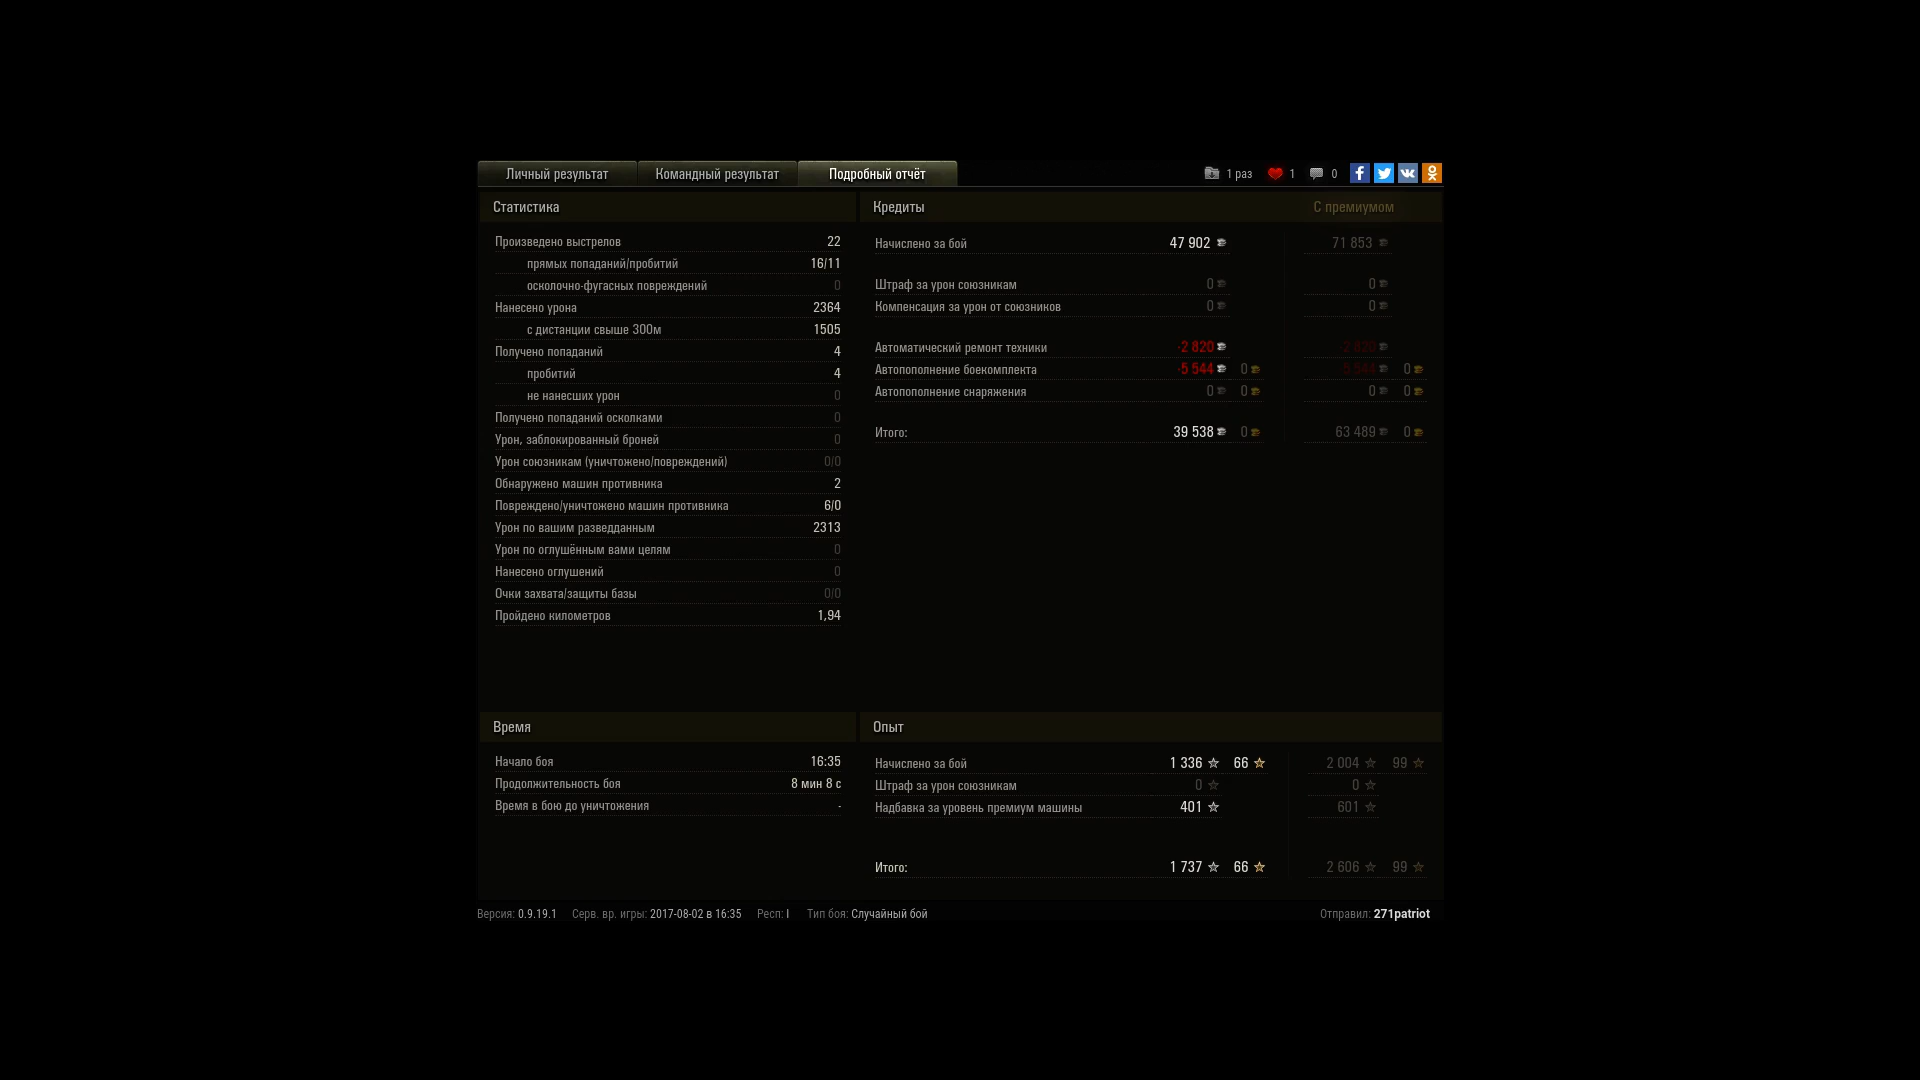 Личный результат Командный результат Подробный отчёт 1 раз 1 0
Статистика
Произведено выстрелов 22
прямых попаданий/пробитий 16/11
осколочно-фугасных повреждений 0
Нанесено урона 2364
с дистанции свыше 300м 1505
Получено попаданий 4
пробитий 4
не нанесших урон 0
Получено попаданий осколками 0
Урон, заблокированный броней 0
Урон союзникам (уничтожено/повреждений) 0/0
Обнаружено машин противника 2
Повреждено/уничтожено машин противника 6/0
Урон по вашим разведданным 2313
Урон по оглушённым вами целям 0
Нанесено оглушений 0
Очки захвата/защиты базы 0/0
Пройдено километров 1,94
Кредиты С премиумом
Начислено за бой 47 902 71 853
Штраф за урон союзникам 0 0
Компенсация за урон от союзников 0 0
Автоматический ремонт техники -2 820 -2 820
Автопополнение боекомплекта -5 544 0 -5 544 0
Автопополнение снаряжения 0 0 0 0
Итого: 39 538 0 63 489 0
Время
Начало боя 16:35
Продолжительность боя 8 мин 8 с
Время в бою до уничтожения -
Опыт
Начислено за бой 1 336 66 2 004 99
Штраф за урон союзникам 0 0
Надбавка за уровень премиум машины 401 601
Итого: 1 737 66 2 606 99
Версия: 0.9.19.1 Серв. вр. игры: 2017-08-02 в 16:35 Респ: I Тип боя: Случайный бой Отправил: 271patriot